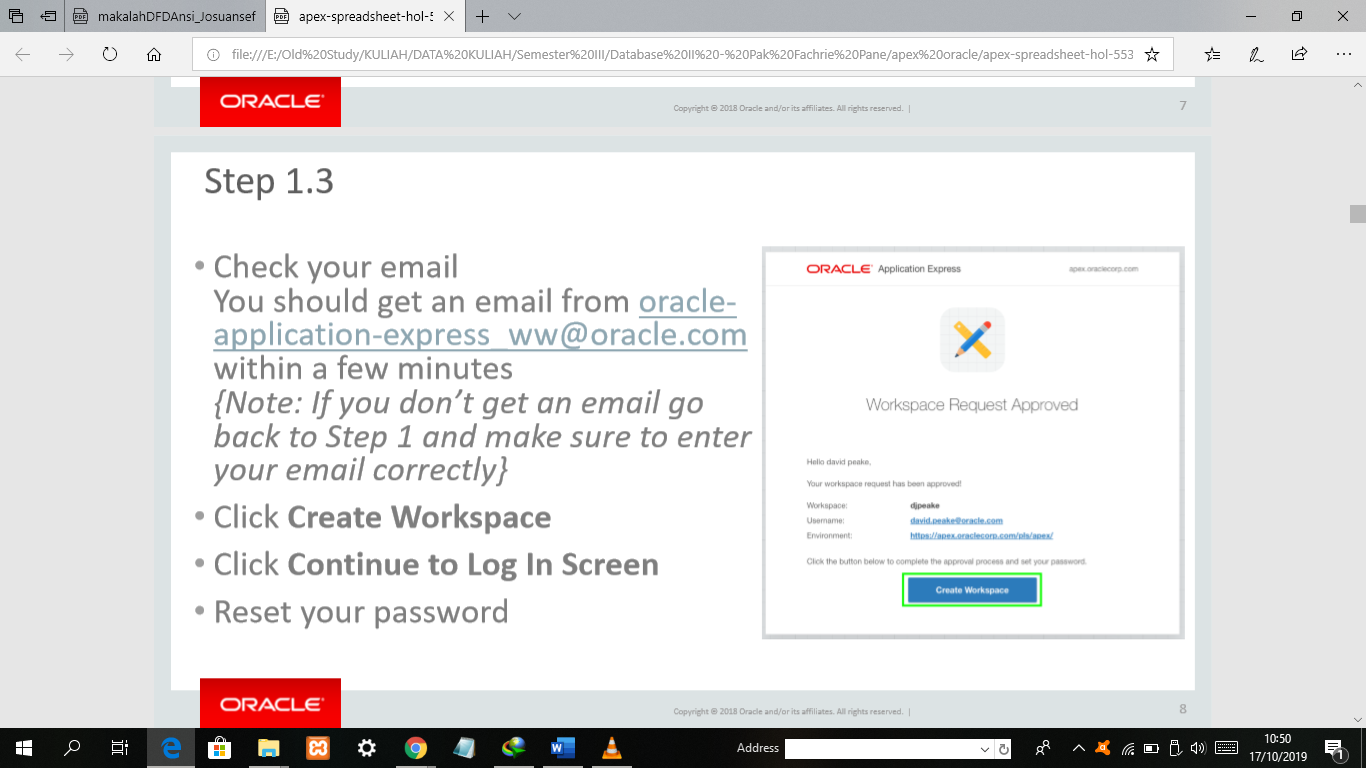 makalahDFDAnsi_Josuanaef
apex-spreadsheet-hol-5
file:///E:/Old%20Study/KULIAH/DATA%20KULIAH/Semester%20III/Database%20II%20-%20Pak%20Fachrie%20Pane/apex%20oracle/apex-spreadsheet-hol-553
ORACLE
Copyright © 2018 Oracle and/or its affiliates. All rights reserved. |
7
Step 1.3
• Check your email
You should get an email from oracle-
application-express_ww@oracle.com
within a few minutes
{Note: If you don't get an email go
back to Step 1 and make sure to enter
your email correctly}
• Click Create Workspace
• Click Continue to Log In Screen
• Reset your password
ORACLE Application Express
apex.oraclecorp.com
Workspace Request Approved
Hello david peake,
Your workspace request has been approved!
Workspace: djpeake
Username: david.peake@oracle.com
Environment: https://apex.oraclecorp.com/pls/apex/
Click the button below to complete the approval process and set your password.
Create Workspace
ORACLE
Copyright © 2018 Oracle and/or its affiliates. All rights reserved. |
8
Address
10:50
17/10/2019
1